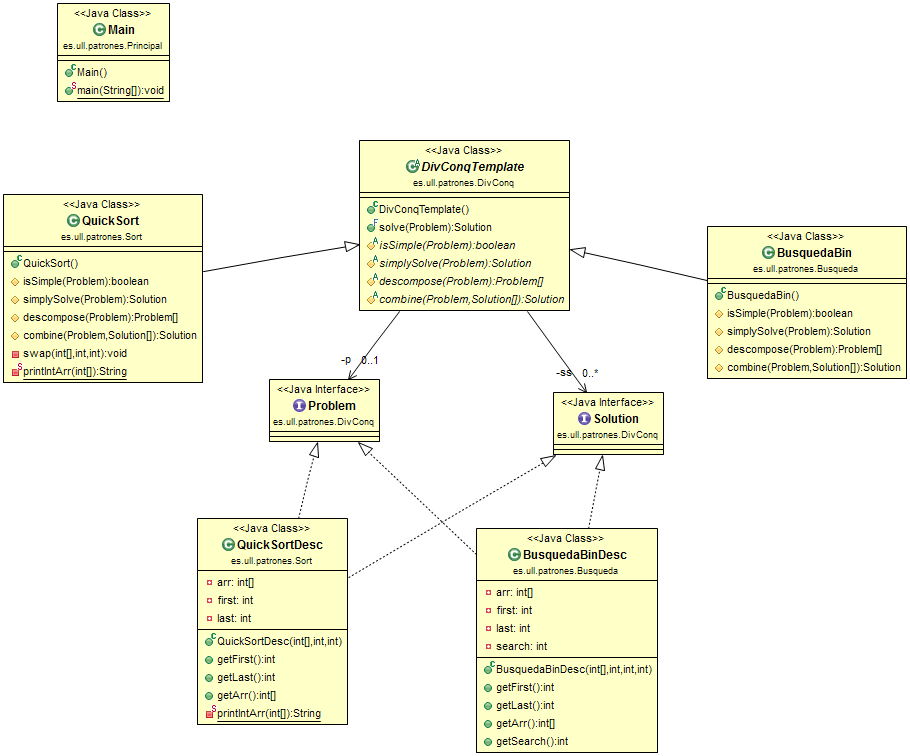 <<Java Class>>
Main
es.ull.patrones.Principal
Main()
main(String[]):void
<<Java Class>>
DivConqTemplate
es.ull.patrones.DivConq
DivConqTemplate()
solve(Problem):Solution
isSimple(Problem):boolean
simplySolve(Problem):Solution
descompose(Problem):Problem[]
combine(Problem,Solution[]):Solution
<<Java Class>>
QuickSort
es.ull.patrones.Sort
QuickSort()
isSimple(Problem):boolean
simplySolve(Problem):Solution
descompose(Problem):Problem[]
combine(Problem,Solution[]):Solution
swap(int[],int,int):void
printIntArr(int[]):String
<<Java Class>>
BusquedaBin
es.ull.patrones.Busqueda
BusquedaBin()
isSimple(Problem):boolean
simplySolve(Problem):Solution
descompose(Problem):Problem[]
combine(Problem,Solution[]):Solution
-p 0..1
-ss 0..*
<<Java Interface>>
Problem
es.ull.patrones.DivConq
<<Java Interface>>
Solution
es.ull.patrones.DivConq
<<Java Class>>
QuickSortDesc
es.ull.patrones.Sort
arr: int[]
first: int
last: int
QuickSortDesc(int[],int,int)
getFirst():int
getLast():int
getArr():int[]
printIntArr(int[]):String
<<Java Class>>
BusquedaBinDesc
es.ull.patrones.Busqueda
arr: int[]
first: int
last: int
search: int
BusquedaBinDesc(int[],int,int,int)
getFirst():int
getLast():int
getArr():int[]
getSearch():int